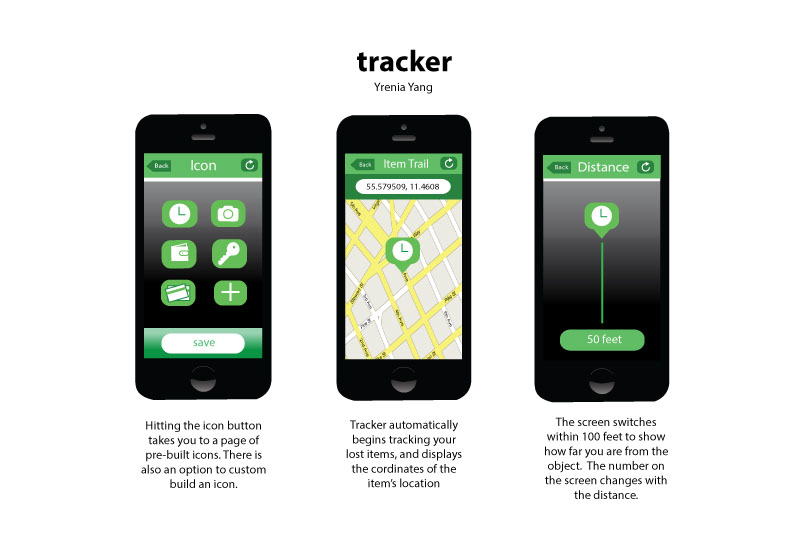 tracker
Yrenia Yang
Back
Icon
save
Back
Item Trail
55.579509, 11.4608
Back
Distance
50 feet
Hitting the icon button
takes you to a page of
pre-built icons. There is
also an option to custom
build an icon.
Tracker automatically
begins tracking your
lost items, and displays
the cordinates of the
item's location
The screen switches
within 100 feet to show
how far you are from the
object.  The number on
the screen changes with
the distance.